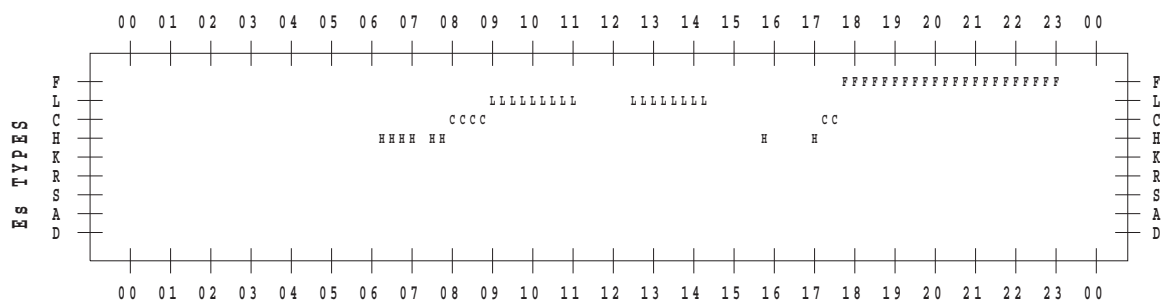 00 01 02 03 04 05 06 07 08 09 10 11 12 13 14 15 16 17 18 19 20 21 22 23 00
F FFFFFFFFFFFFFFFFFFFFFF F
L LLLLLLLLL LLLLLLLL L
C CCCC CC C
H HHHH HH H H H
K K
R R
S S
A A
D D
Es TYPES
00 01 02 03 04 05 06 07 08 09 10 11 12 13 14 15 16 17 18 19 20 21 22 23 00